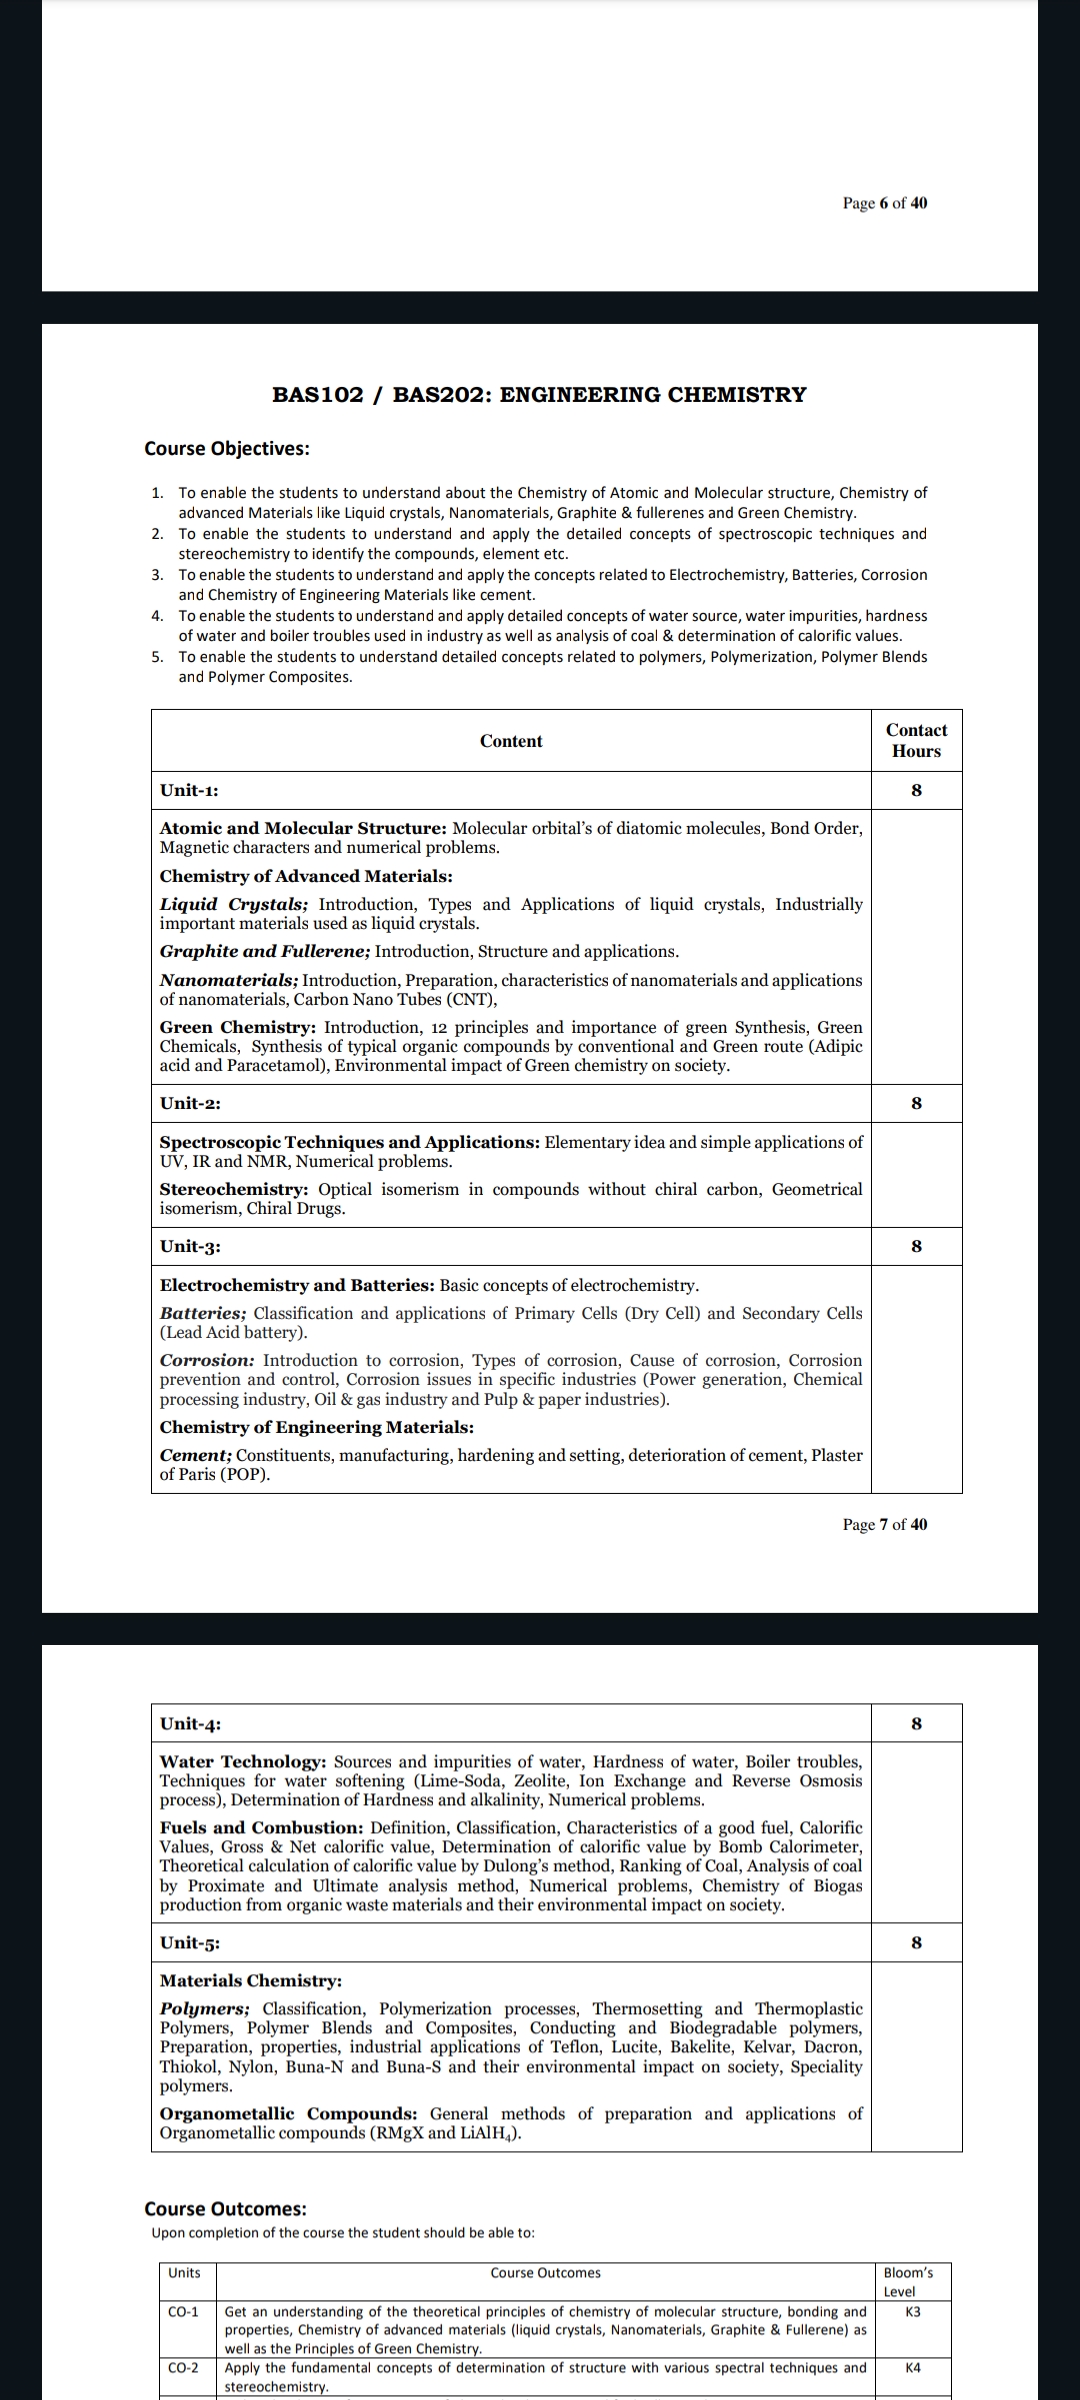 Page 6 of 40
BAS102 / BAS202: ENGINEERING CHEMISTRY
Course Objectives:
1. To enable the students to understand about the Chemistry of Atomic and Molecular structure, Chemistry of
advanced Materials like Liquid crystals, Nanomaterials, Graphite & fullerenes and Green Chemistry.
2. To enable the students to understand and apply the detailed concepts of spectroscopic techniques and
stereochemistry to identify the compounds, element etc.
3. To enable the students to understand and apply the concepts related to Electrochemistry, Batteries, Corrosion
and Chemistry of Engineering Materials like cement.
4. To enable the students to understand and apply detailed concepts of water source, water impurities, hardness
of water and boiler troubles used in industry as well as analysis of coal & determination of calorific values.
5. To enable the students to understand detailed concepts related to polymers, Polymerization, Polymer Blends
and Polymer Composites.
Content
Contact
Hours
Unit-1: 8
Atomic and Molecular Structure: Molecular orbital's of diatomic molecules, Bond Order,
Magnetic characters and numerical problems.
Chemistry of Advanced Materials:
Liquid Crystals; Introduction, Types and Applications of liquid crystals, Industrially
important materials used as liquid crystals.
Graphite and Fullerene; Introduction, Structure and applications.
Nanomaterials; Introduction, Preparation, characteristics of nanomaterials and applications
of nanomaterials, Carbon Nano Tubes (CNT),
Green Chemistry: Introduction, 12 principles and importance of green Synthesis, Green
Chemicals, Synthesis of typical organic compounds by conventional and Green route (Adipic
acid and Paracetamol), Environmental impact of Green chemistry on society.
Unit-2: 8
Spectroscopic Techniques and Applications: Elementary idea and simple applications of
UV, IR and NMR, Numerical problems.
Stereochemistry: Optical isomerism in compounds without chiral carbon, Geometrical
isomerism, Chiral Drugs.
Unit-3: 8
Electrochemistry and Batteries: Basic concepts of electrochemistry.
Batteries; Classification and applications of Primary Cells (Dry Cell) and Secondary Cells
(Lead Acid battery).
Corrosion: Introduction to corrosion, Types of corrosion, Cause of corrosion, Corrosion
prevention and control, Corrosion issues in specific industries (Power generation, Chemical
processing industry, Oil & gas industry and Pulp & paper industries).
Chemistry of Engineering Materials:
Cement; Constituents, manufacturing, hardening and setting, deterioration of cement, Plaster
of Paris (POP).
Page 7 of 40
Unit-4: 8
Water Technology: Sources and impurities of water, Hardness of water, Boiler troubles,
Techniques for water softening (Lime-Soda, Zeolite, Ion Exchange and Reverse Osmosis
process), Determination of Hardness and alkalinity, Numerical problems.
Fuels and Combustion: Definition, Classification, Characteristics of a good fuel, Calorific
Values, Gross & Net calorific value, Determination of calorific value by Bomb Calorimeter,
Theoretical calculation of calorific value by Dulong's method, Ranking of Coal, Analysis of coal
by Proximate and Ultimate analysis method, Numerical problems, Chemistry of Biogas
production from organic waste materials and their environmental impact on society.
Unit-5: 8
Materials Chemistry:
Polymers; Classification, Polymerization processes, Thermosetting and Thermoplastic
Polymers, Polymer Blends and Composites, Conducting and Biodegradable polymers,
Preparation, properties, industrial applications of Teflon, Lucite, Bakelite, Kelvar, Dacron,
Thiokol, Nylon, Buna-N and Buna-S and their environmental impact on society, Speciality
polymers.
Organometallic Compounds: General methods of preparation and applications of
Organometallic compounds (RMgX and LiAlH₄).
Course Outcomes:
Upon completion of the course the student should be able to:
Units Course Outcomes Bloom's
Level
CO-1 Get an understanding of the theoretical principles of chemistry of molecular structure, bonding and K3
properties, Chemistry of advanced materials (liquid crystals, Nanomaterials, Graphite & Fullerene) as
well as the Principles of Green Chemistry.
CO-2 Apply the fundamental concepts of determination of structure with various spectral techniques and K4
stereochemistry.